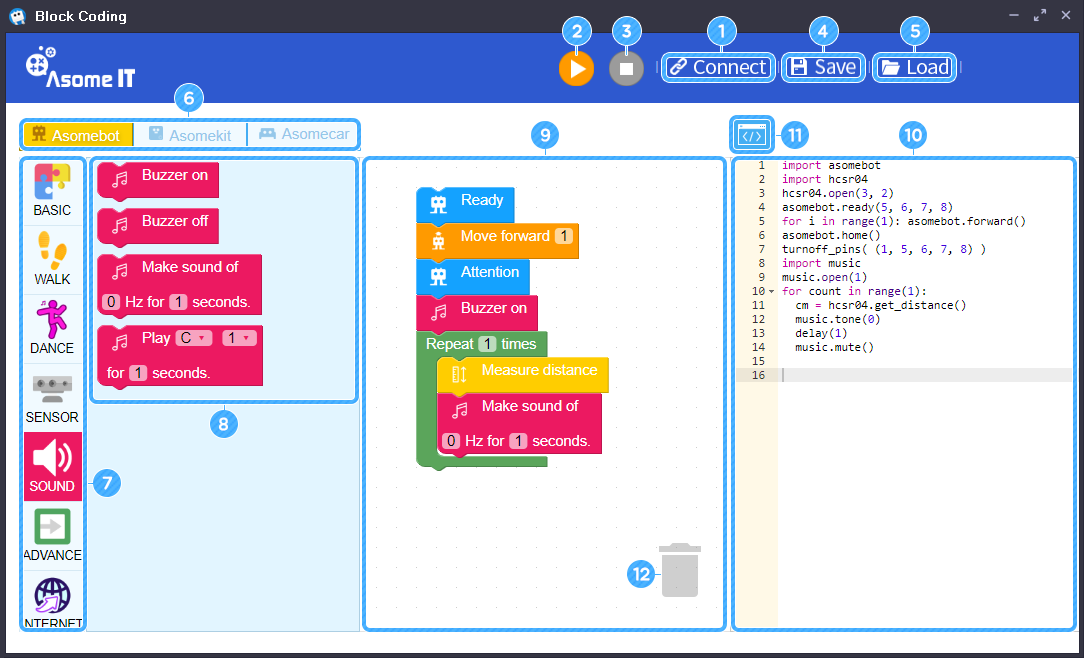 Block Coding
2
3
1
4
5
Asome IT
Connect
Save
Load
6
Asomebot
Asomekit
Asomecar
9
11
10
BASIC
WALK
DANCE
SENSOR
SOUND
ADVANCE
INTERNET
7
Buzzer on
Buzzer off
Make sound of
0 Hz for 1 seconds.
Play C 1
for 1 seconds.
8
Ready
Move forward 1
Attention
Buzzer on
Repeat 1 times
Measure distance
Make sound of
0 Hz for 1 seconds.
12
1 import asomebot
2 import hcsr04
3 hcsr04.open(3, 2)
4 asomebot.ready(5, 6, 7, 8)
5 for i in range(1): asomebot.forward()
6 asomebot.home()
7 turnoff_pins( (1, 5, 6, 7, 8) )
8 import music
9 music.open(1)
10 for count in range(1):
11 cm = hcsr04.get_distance()
12 music.tone(0)
13 delay(1)
14 music.mute()
15
16